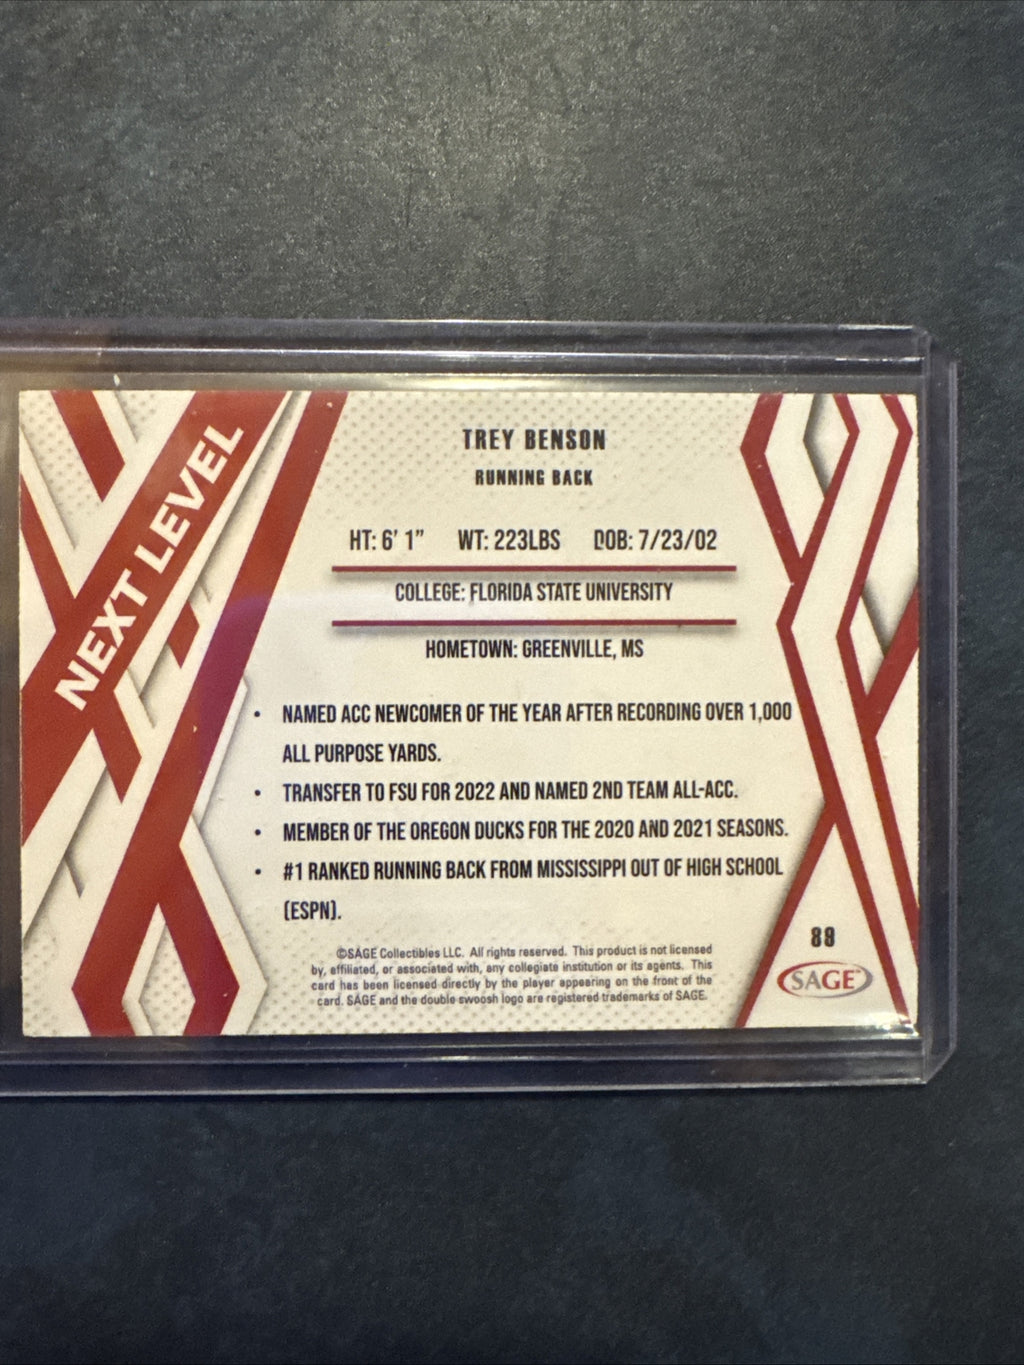 NEXT LEVEL
TREY BENSON
RUNNING BACK
HT: 6' 1" WT: 223LBS DOB: 7/23/02
COLLEGE: FLORIDA STATE UNIVERSITY
HOMETOWN: GREENVILLE, MS
• NAMED ACC NEWCOMER OF THE YEAR AFTER RECORDING OVER 1,000
ALL PURPOSE YARDS.
• TRANSFER TO FSU FOR 2022 AND NAMED 2ND TEAM ALL-ACC.
• MEMBER OF THE OREGON DUCKS FOR THE 2020 AND 2021 SEASONS.
• #1 RANKED RUNNING BACK FROM MISSISSIPPI OUT OF HIGH SCHOOL
(ESPN).
©SAGE Collectibles LLC. All rights reserved. This product is not licensed
by, affiliated, or associated with, any collegiate institution or its agents. This
card has been licensed directly by the player appearing on the front of the
card. SAGE and the double swoosh logo are registered trademarks of SAGE.
89
SAGE™